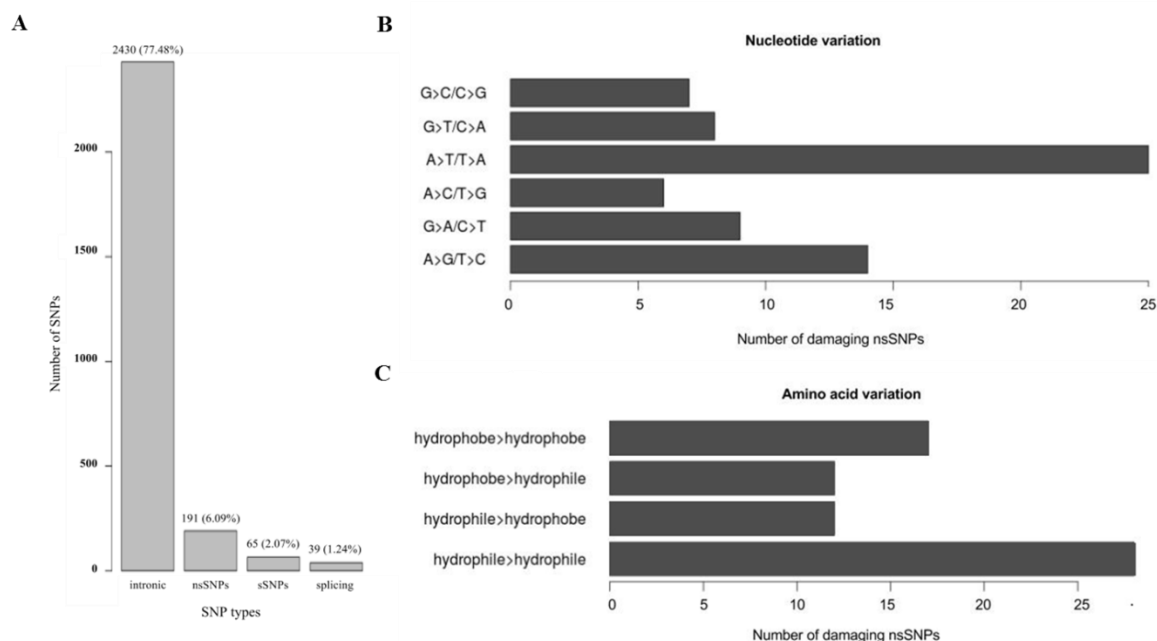 A
2430 (77.48%)
2000
1500
1000
500
0
Number of SNPs
191 (6.09%)
65 (2.07%)
39 (1.24%)
intronic nsSNPs sSNPs splicing
SNP types
B
Nucleotide variation
G>C/C>G
G>T/C>A
A>T/T>A
A>C/T>G
G>A/C>T
A>G/T>C
0 5 10 15 20 25
Number of damaging nsSNPs
C
Amino acid variation
hydrophobe>hydrophobe
hydrophobe>hydrophile
hydrophile>hydrophobe
hydrophile>hydrophile
0 5 10 15 20 25
Number of damaging nsSNPs